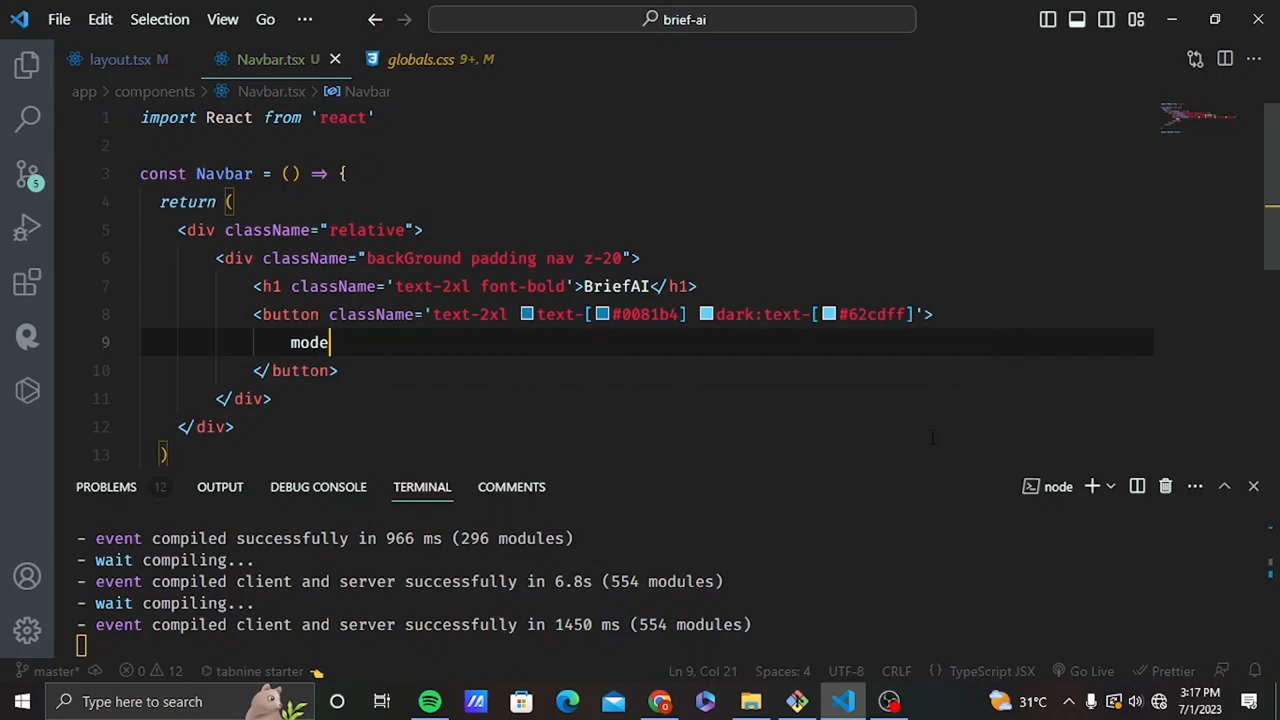 File Edit Selection View Go ··· brief-ai
layout.tsx M Navbar.tsx U globals.css 9+, M
app components Navbar.tsx Navbar
1 import React from 'react'
2
3 const Navbar = () => {
4 return (
5 <div className="relative">
6 <div className="backGround padding nav z-20">
7 <h1 className='text-2xl font-bold'>BriefAI</h1>
8 <button className='text-2xl text-[#0081b4] dark:text-[#62cdff]'>
9 mode
10 </button>
11 </div>
12 </div>
13 )
5
PROBLEMS 12 OUTPUT DEBUG CONSOLE TERMINAL COMMENTS node
- event compiled successfully in 966 ms (296 modules)
- wait compiling...
- event compiled client and server successfully in 6.8s (554 modules)
- wait compiling...
- event compiled client and server successfully in 1450 ms (554 modules)
master* 0 12 tabnine starter Ln 9, Col 21 Spaces: 4 UTF-8 CRLF {} TypeScript JSX Go Live Prettier
Type here to search 31°C 3:17 PM
7/1/2023